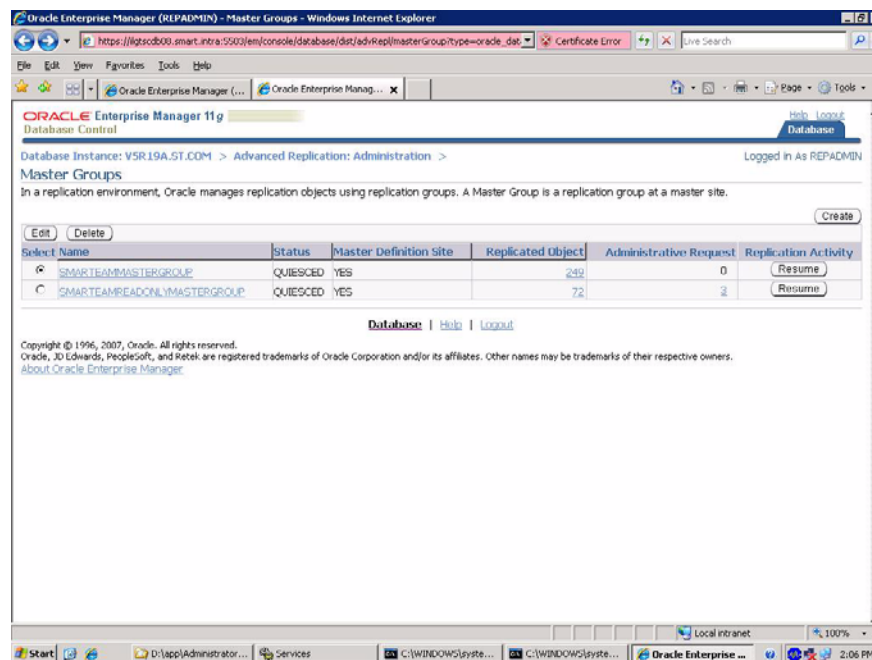 Oracle Enterprise Manager (REPADMIN) - Master Groups - Windows Internet Explorer
https://ilgtscdb08.smart.intra:5503/em/console/database/dist/advRepl/masterGroup?type=oracle_dat
Certificate Error
Live Search
File Edit View Favorites Tools Help
Oracle Enterprise Manager (...
Oracle Enterprise Manag...
Page
Tools
ORACLE Enterprise Manager 11g
Database Control
Help Logout
Database
Database Instance: V5R19A.ST.COM > Advanced Replication: Administration >
Logged in As REPADMIN
Master Groups
In a replication environment, Oracle manages replication objects using replication groups. A Master Group is a replication group at a master site.
Create
Edit Delete
Select Name Status Master Definition Site Replicated Object Administrative Request Replication Activity
SMARTEAMMASTERGROUP QUIESCED YES 249 0 Resume
SMARTEAMREADONLYMASTERGROUP QUIESCED YES 72 3 Resume
Database | Help | Logout
Copyright © 1996, 2007, Oracle. All rights reserved.
Oracle, JD Edwards, PeopleSoft, and Retek are registered trademarks of Oracle Corporation and/or its affiliates. Other names may be trademarks of their respective owners.
About Oracle Enterprise Manager
Local intranet
100%
Start
D:\app\Administrator...
Services
C:\WINDOWS\syste...
C:\WINDOWS\syste...
Oracle Enterprise ...
2:06 PM